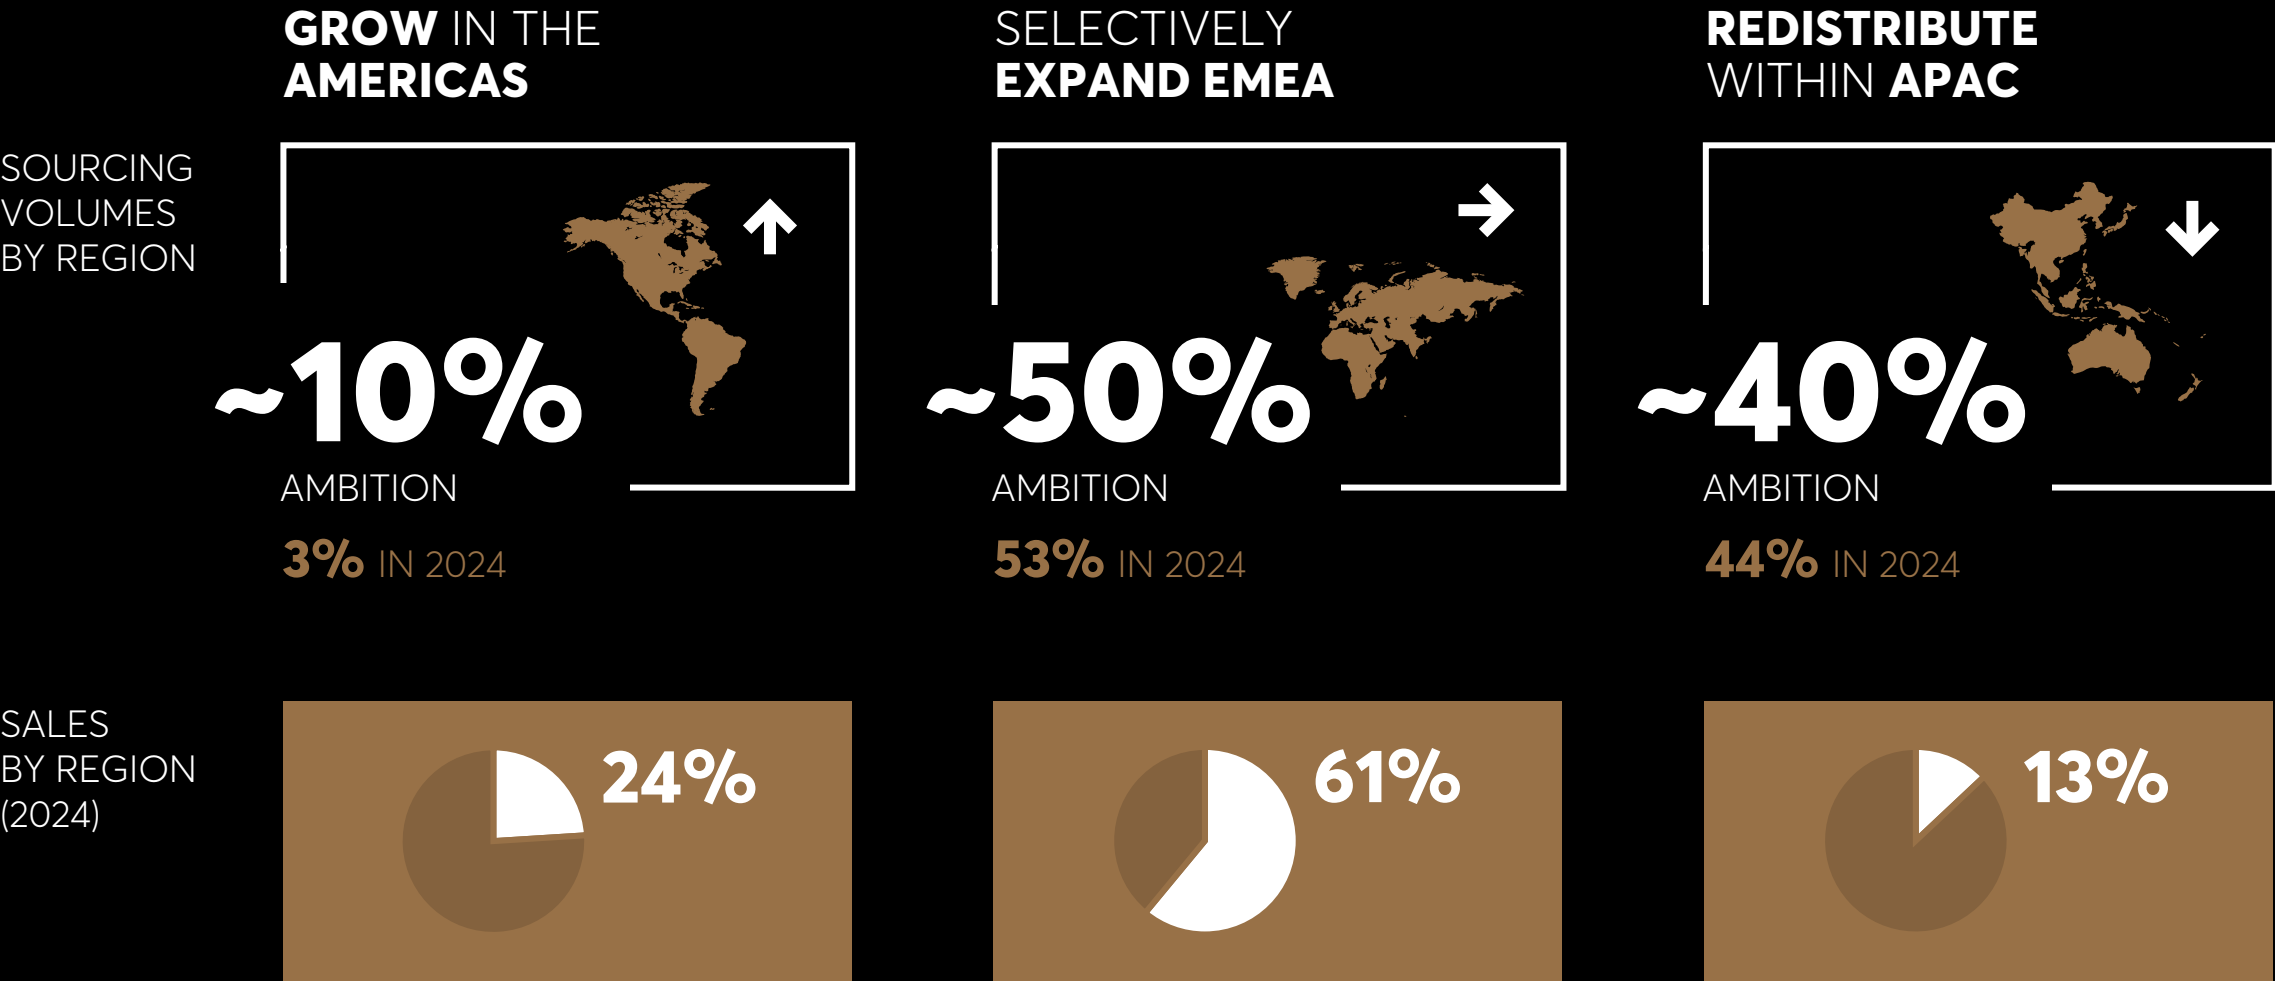 GROW IN THE
AMERICAS
SELECTIVELY
EXPAND EMEA
REDISTRIBUTE
WITHIN APAC
SOURCING
VOLUMES
BY REGION
~10%
AMBITION
3% IN 2024
~50%
AMBITION
53% IN 2024
~40%
AMBITION
44% IN 2024
SALES
BY REGION
(2024)
24%
61%
13%